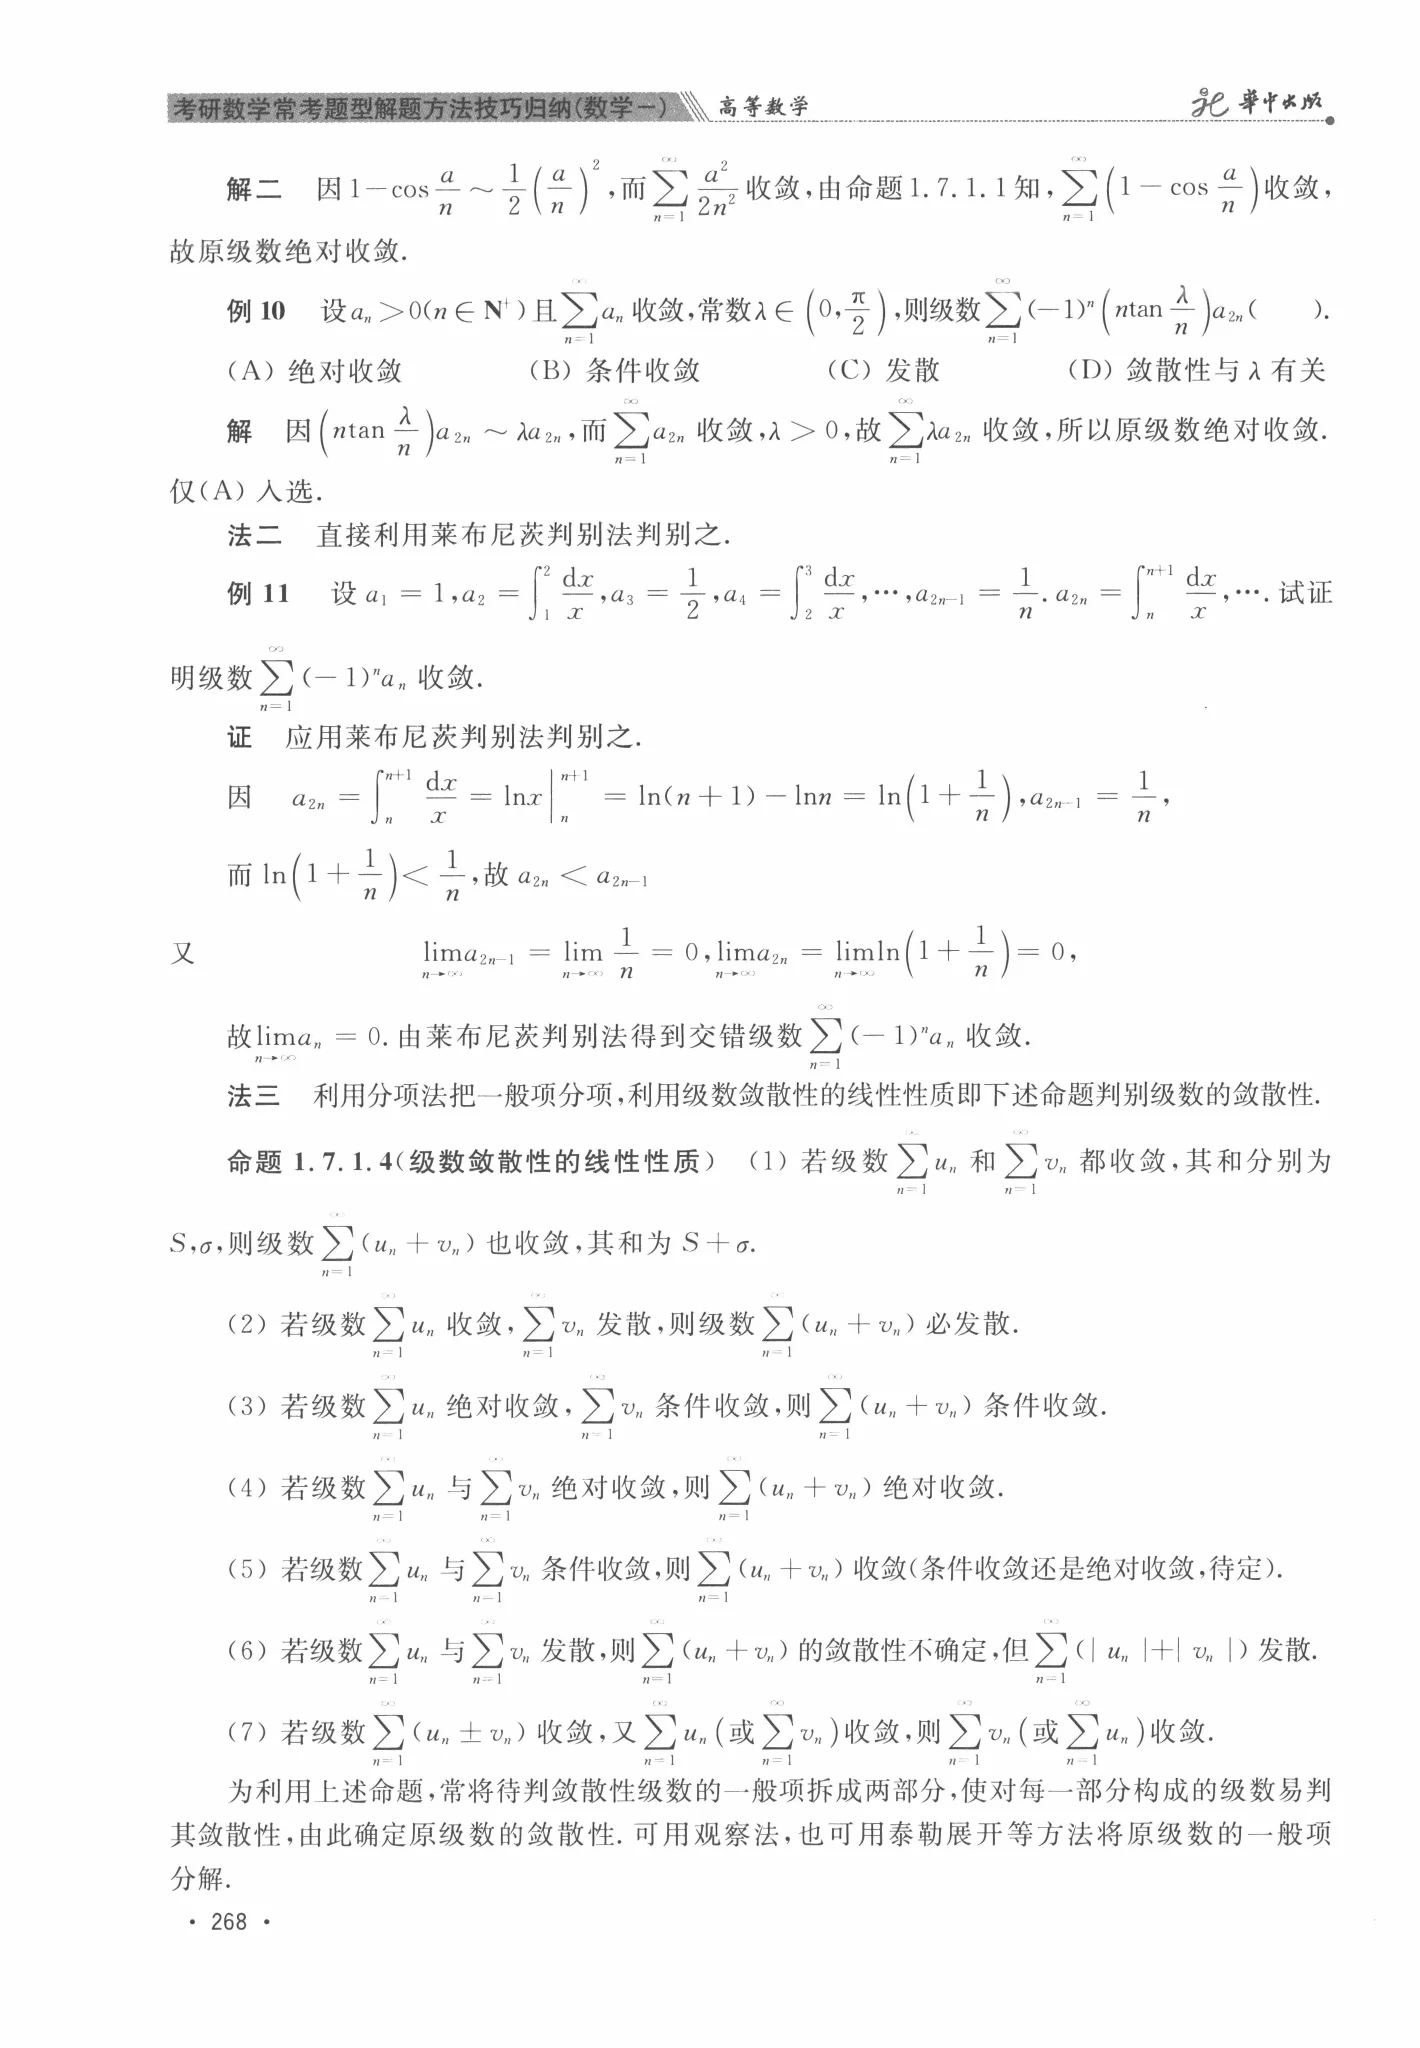 考研数学常考题型解题方法技巧归纳(数学一) 高等数学 华中出版
解二 因 $1-\cos\frac{a}{n}\sim\frac{1}{2}\left(\frac{a}{n}\right)^2$,而 $\sum_{n=1}^{\infty}\frac{a^2}{2n^2}$ 收敛,由命题1.7.1.1知, $\sum_{n=1}^{\infty}\left(1-\cos\frac{a}{n}\right)$收敛,
故原级数绝对收敛.
例10 设 $a_n>0(n\in\mathbf{N}^+)$且 $\sum_{n=1}^{\infty}a_n$ 收敛,常数 $\lambda\in\left(0,\frac{\pi}{2}\right)$,则级数 $\sum_{n=1}^{\infty}(-1)^n\left(n\tan\frac{\lambda}{n}\right)a_{2n}$( ).
(A) 绝对收敛 (B) 条件收敛 (C) 发散 (D) 敛散性与 λ 有关
解 因 $\left(n\tan\frac{\lambda}{n}\right)a_{2n}\sim\lambda a_{2n}$,而 $\sum_{n=1}^{\infty}a_{2n}$ 收敛,$\lambda>0$,故 $\sum_{n=1}^{\infty}\lambda a_{2n}$ 收敛,所以原级数绝对收敛.
仅(A) 入选.
法二 直接利用莱布尼茨判别法判别之.
例11 设 $a_1=1,a_2=\int_1^2\frac{dx}{x},a_3=\frac{1}{2},a_4=\int_2^3\frac{dx}{x},\cdots,a_{2n-1}=\frac{1}{n}.a_{2n}=\int_n^{n+1}\frac{dx}{x},\cdots$. 试证
明级数 $\sum_{n=1}^{\infty}(-1)^na_n$ 收敛.
证 应用莱布尼茨判别法判别之.
因 $a_{2n}=\int_n^{n+1}\frac{dx}{x}=\ln x\Big|_n^{n+1}=\ln(n+1)-\ln n=\ln\left(1+\frac{1}{n}\right),a_{2n-1}=\frac{1}{n}$,
而 $\ln\left(1+\frac{1}{n}\right)<\frac{1}{n}$,故 $a_{2n}<a_{2n-1}$
又 $\lim_{n\to\infty}a_{2n-1}=\lim_{n\to\infty}\frac{1}{n}=0,\lim_{n\to\infty}a_{2n}=\lim_{n\to\infty}\ln\left(1+\frac{1}{n}\right)=0$,
故 $\lim_{n\to\infty}a_n=0$. 由莱布尼茨判别法得到交错级数 $\sum_{n=1}^{\infty}(-1)^na_n$ 收敛.
法三 利用分项法把一般项分项,利用级数敛散性的线性性质即下述命题判别级数的敛散性.
命题 1.7.1.4(级数敛散性的线性性质) (1) 若级数 $\sum_{n=1}^{\infty}u_n$ 和 $\sum_{n=1}^{\infty}v_n$ 都收敛,其和分别为
$S,\sigma$,则级数 $\sum_{n=1}^{\infty}(u_n+v_n)$ 也收敛,其和为 $S+\sigma$.
(2) 若级数 $\sum_{n=1}^{\infty}u_n$ 收敛, $\sum_{n=1}^{\infty}v_n$ 发散,则级数 $\sum_{n=1}^{\infty}(u_n+v_n)$ 必发散.
(3) 若级数 $\sum_{n=1}^{\infty}u_n$ 绝对收敛, $\sum_{n=1}^{\infty}v_n$ 条件收敛,则 $\sum_{n=1}^{\infty}(u_n+v_n)$ 条件收敛.
(4) 若级数 $\sum_{n=1}^{\infty}u_n$ 与 $\sum_{n=1}^{\infty}v_n$ 绝对收敛,则 $\sum_{n=1}^{\infty}(u_n+v_n)$ 绝对收敛.
(5) 若级数 $\sum_{n=1}^{\infty}u_n$ 与 $\sum_{n=1}^{\infty}v_n$ 条件收敛,则 $\sum_{n=1}^{\infty}(u_n+v_n)$ 收敛(条件收敛还是绝对收敛,待定).
(6) 若级数 $\sum_{n=1}^{\infty}u_n$ 与 $\sum_{n=1}^{\infty}v_n$ 发散,则 $\sum_{n=1}^{\infty}(u_n+v_n)$ 的敛散性不确定,但 $\sum_{n=1}^{\infty}(|u_n|+|v_n|)$ 发散.
(7) 若级数 $\sum_{n=1}^{\infty}(u_n\pm v_n)$ 收敛,又 $\sum_{n=1}^{\infty}u_n$ (或 $\sum_{n=1}^{\infty}v_n$)收敛,则 $\sum_{n=1}^{\infty}v_n$ (或 $\sum_{n=1}^{\infty}u_n$)收敛.
为利用上述命题,常将待判敛散性级数的一般项拆成两部分,使对每一部分构成的级数易判
其敛散性,由此确定原级数的敛散性. 可用观察法,也可用泰勒展开等方法将原级数的一般项
分解.
· 268 ·